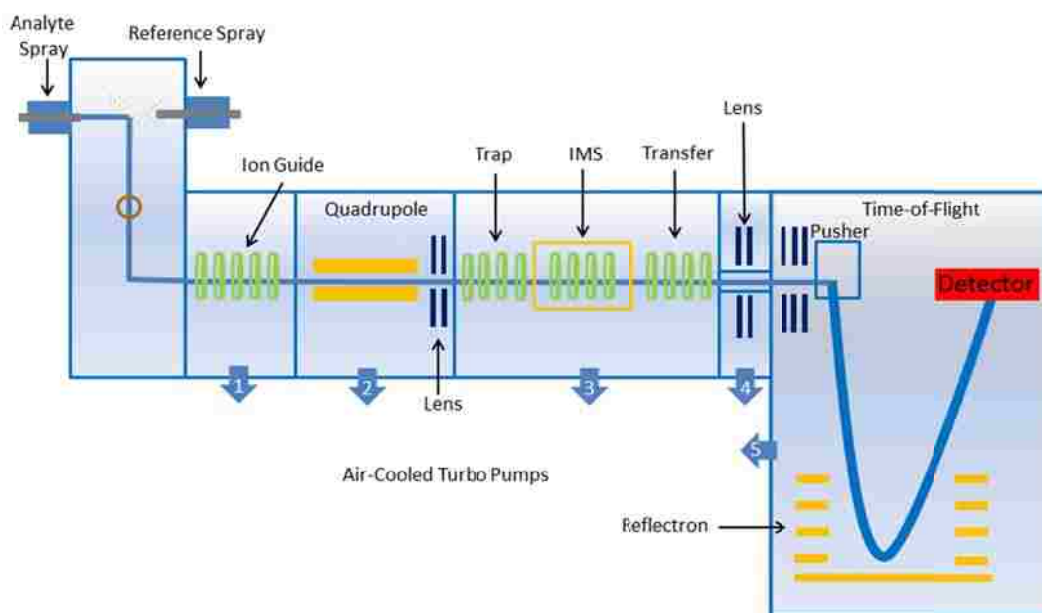 Analyte
Spray
Reference Spray
Ion Guide
Quadrupole
Lens
Trap
IMS
Transfer
Lens
Time-of-Flight
Pusher
Detector
1
2
3
4
5
Air-Cooled Turbo Pumps
Reflectron